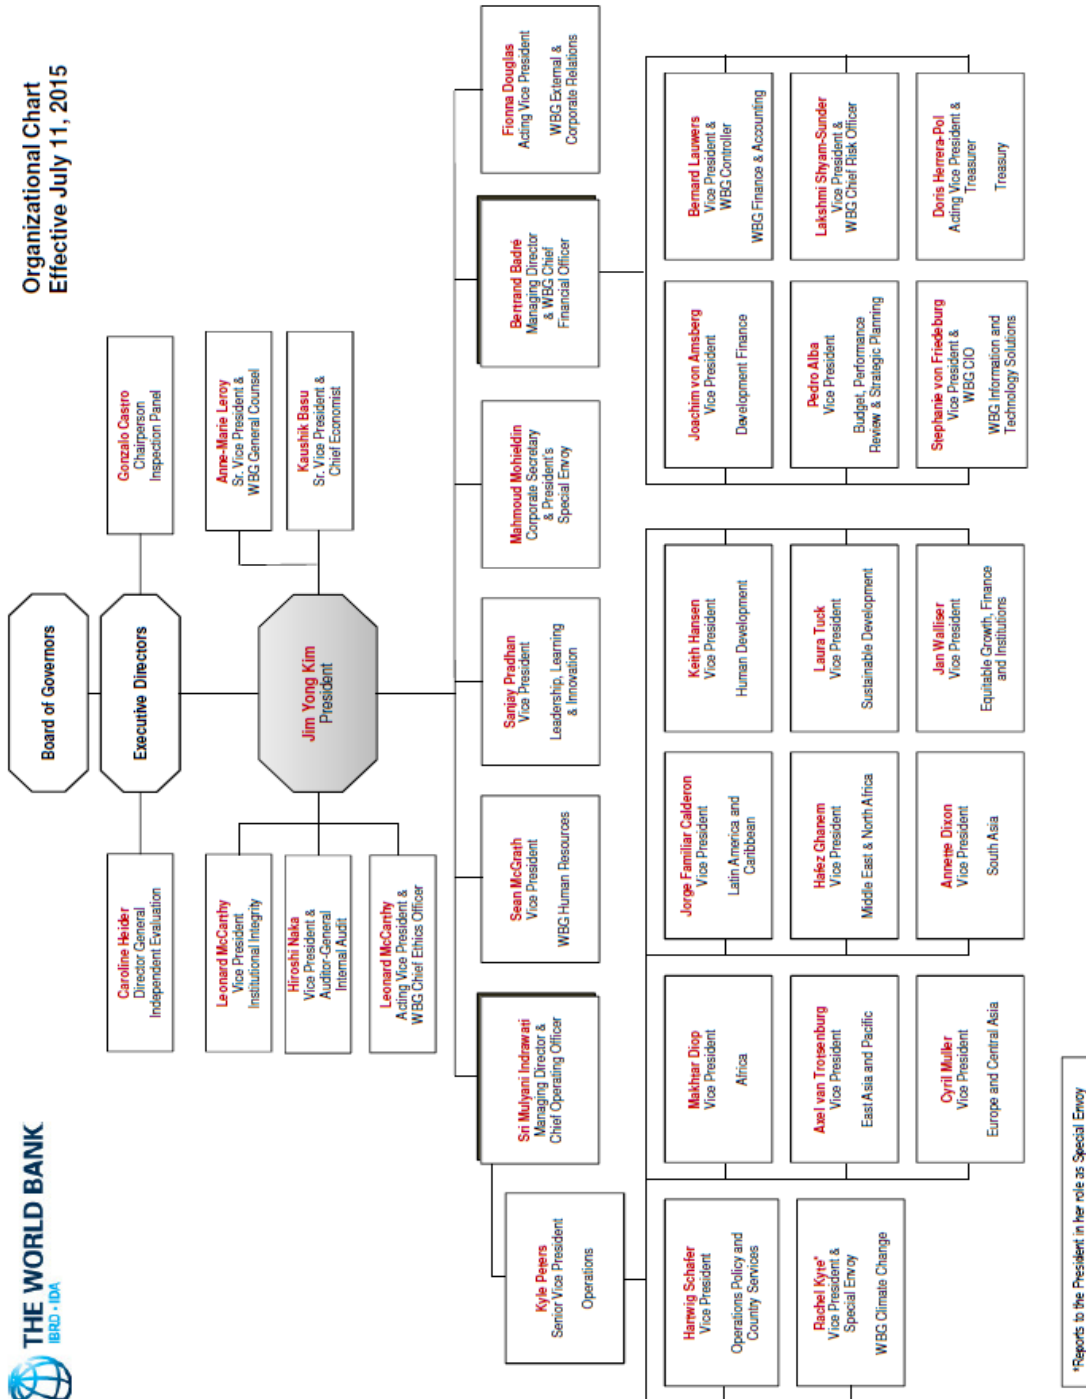 THE WORLD BANK
IBRD • IDA
Organizational Chart
Effective July 11, 2015
Board of Governors
Executive Directors
Caroline Heider
Director General
Independent Evaluation
Gonzalo Castro
Chairperson
Inspection Panel
Jim Yong Kim
President
Leonard McCarthy
Vice President
Institutional Integrity
Hiroshi Naka
Vice President &
Auditor-General
Internal Audit
Leonard McCarthy
Acting Vice President &
WBG Chief Ethics Officer
Anne-Marie Leroy
Sr. Vice President &
WBG General Counsel
Kaushik Basu
Sr. Vice President &
Chief Economist
Sri Mulyani Indrawati
Managing Director &
Chief Operating Officer
Sean McGrath
Vice President
WBG Human Resources
Sanjay Pradhan
Vice President
Leadership, Learning
& Innovation
Mahmoud Mohieldin
Corporate Secretary
& President's
Special Envoy
Bertrand Badré
Managing Director
& WBG Chief
Financial Officer
Fionna Douglas
Acting Vice President
WBG External &
Corporate Relations
Kyle Peters
Senior Vice President
Operations
Hartwig Schafer
Vice President
Operations Policy and
Country Services
Rachel Kyte*
Vice President &
Special Envoy
WBG Climate Change
Makhtar Diop
Vice President
Africa
Axel van Trotsenburg
Vice President
East Asia and Pacific
Cyril Muller
Vice President
Europe and Central Asia
Jorge Familiar Calderon
Vice President
Latin America and
Caribbean
Hafez Ghanem
Vice President
Middle East & North Africa
Annette Dixon
Vice President
South Asia
Keith Hansen
Vice President
Human Development
Laura Tuck
Vice President
Sustainable Development
Jan Walliser
Vice President
Equitable Growth, Finance
and Institutions
Joachim von Amsberg
Vice President
Development Finance
Pedro Alba
Vice President
Budget, Performance
Review & Strategic Planning
Stephanie von Friedeburg
Vice President &
WBG CIO
WBG Information and
Technology Solutions
Bernard Lauwers
Vice President &
WBG Controller
WBG Finance & Accounting
Lakshmi Shyam-Sunder
Vice President &
WBG Chief Risk Officer
Doris Herrera-Pol
Acting Vice President &
Treasurer
Treasury
*Reports to the President in her role as Special Envoy